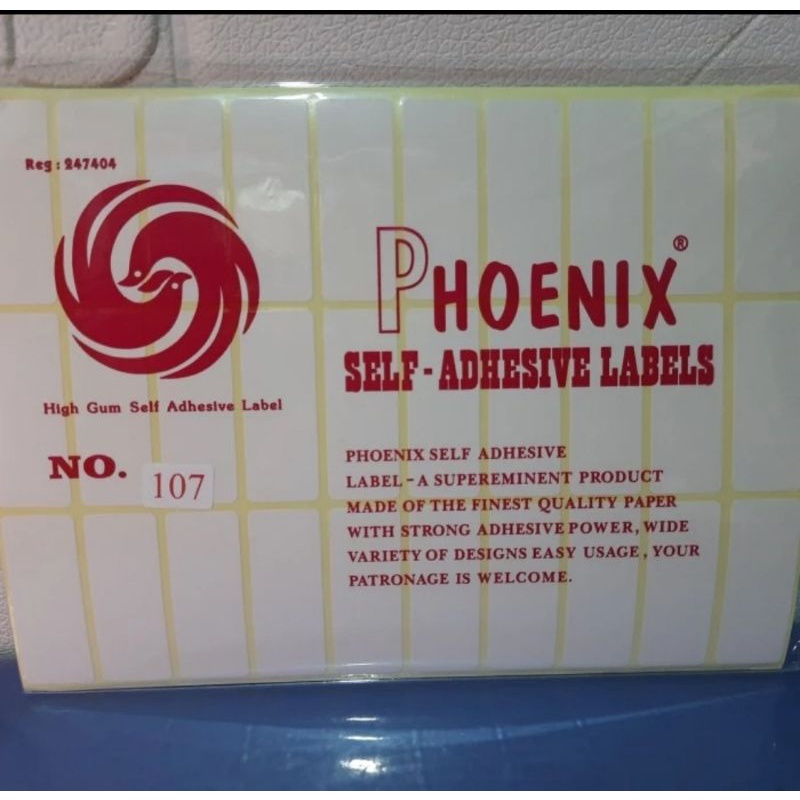 Reg : 247404
PHOENIX®
SELF-ADHESIVE LABELS
High Gum Self Adhesive Label
NO. 107
PHOENIX SELF ADHESIVE
LABEL - A SUPEREMINENT PRODUCT
MADE OF THE FINEST QUALITY PAPER
WITH STRONG ADHESIVE POWER, WIDE
VARIETY OF DESIGNS EASY USAGE, YOUR
PATRONAGE IS WELCOME.